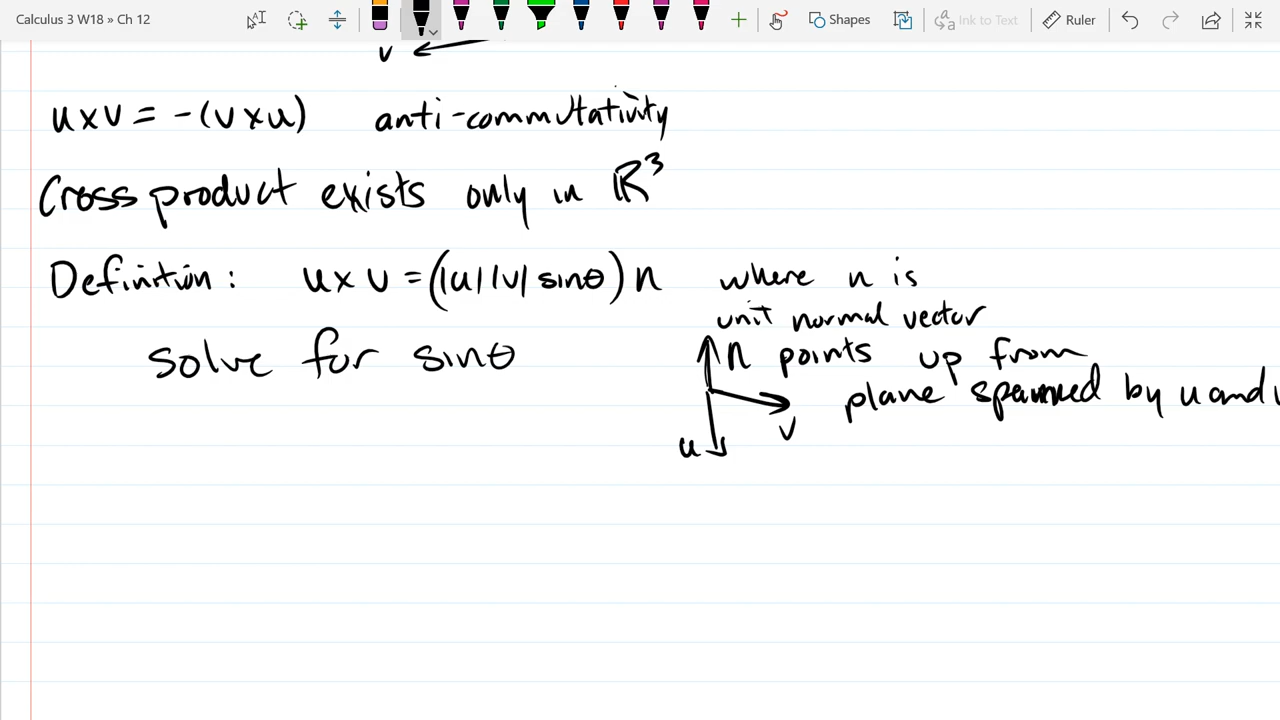 Calculus 3 W18 » Ch 12
Shapes
Link to Text
Ruler
v
u×v = -(v×u) anti-commutativity
Cross product exists only in ℝ³
Definition: u×v = (|u||v| sinθ) n where n is
unit normal vector
solve for sinθ
n points up from
plane spanned by u and v
v
u